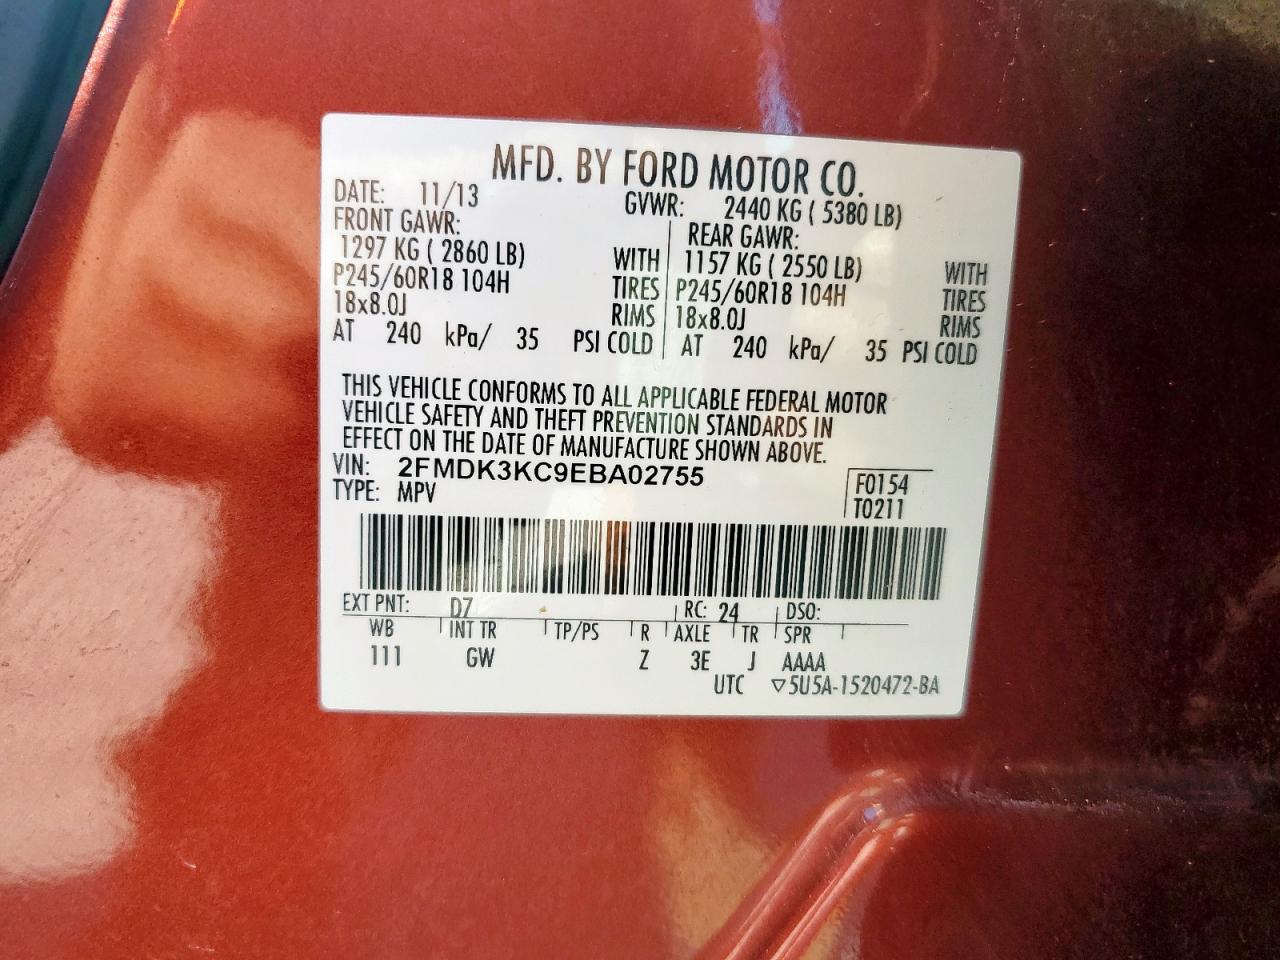 MFD. BY FORD MOTOR CO.
DATE: 11/13 GVWR: 2440 KG ( 5380 LB)
FRONT GAWR: REAR GAWR:
1297 KG ( 2860 LB) WITH 1157 KG ( 2550 LB) WITH
P245/60R18 104H TIRES P245/60R18 104H TIRES
18x8.0J RIMS 18x8.0J RIMS
AT 240 kPa/ 35 PSI COLD AT 240 kPa/ 35 PSI COLD
THIS VEHICLE CONFORMS TO ALL APPLICABLE FEDERAL MOTOR
VEHICLE SAFETY AND THEFT PREVENTION STANDARDS IN
EFFECT ON THE DATE OF MANUFACTURE SHOWN ABOVE.
VIN: 2FMDK3KC9EBA02755
TYPE: MPV
F0154
T0211
EXT PNT: D7 RC: 24 DSO:
WB INT TR TP/PS R AXLE TR SPR
111 GW Z 3E J AAAA
UTC ▽5U5A-1520472-BA